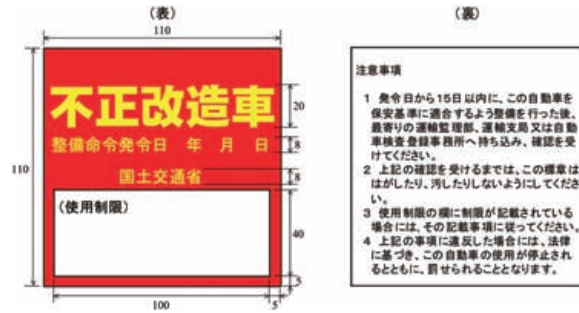 (表)
110
不正改造車
20
整備命令発令日 年 月 日
8
国土交通省
8
110
(使用制限)
40
5
100
5
(裏)
注意事項
1 発令日から15日以内に、この自動車を
保安基準に適合するよう整備を行った後、
最寄りの運輸監理部、運輸支局又は自動
車検査登録事務所へ持ち込み、確認を受
けてください。
2 上記の確認を受けるまでは、この標章は
はがしたり、汚したりしないようにしてくださ
い。
3 使用制限の欄に制限が記載されている
場合には、その記載事項に従ってください。
4 上記の事項に違反した場合には、法律
に基づき、この自動車の使用が停止され
るとともに、罰せられることとなります。